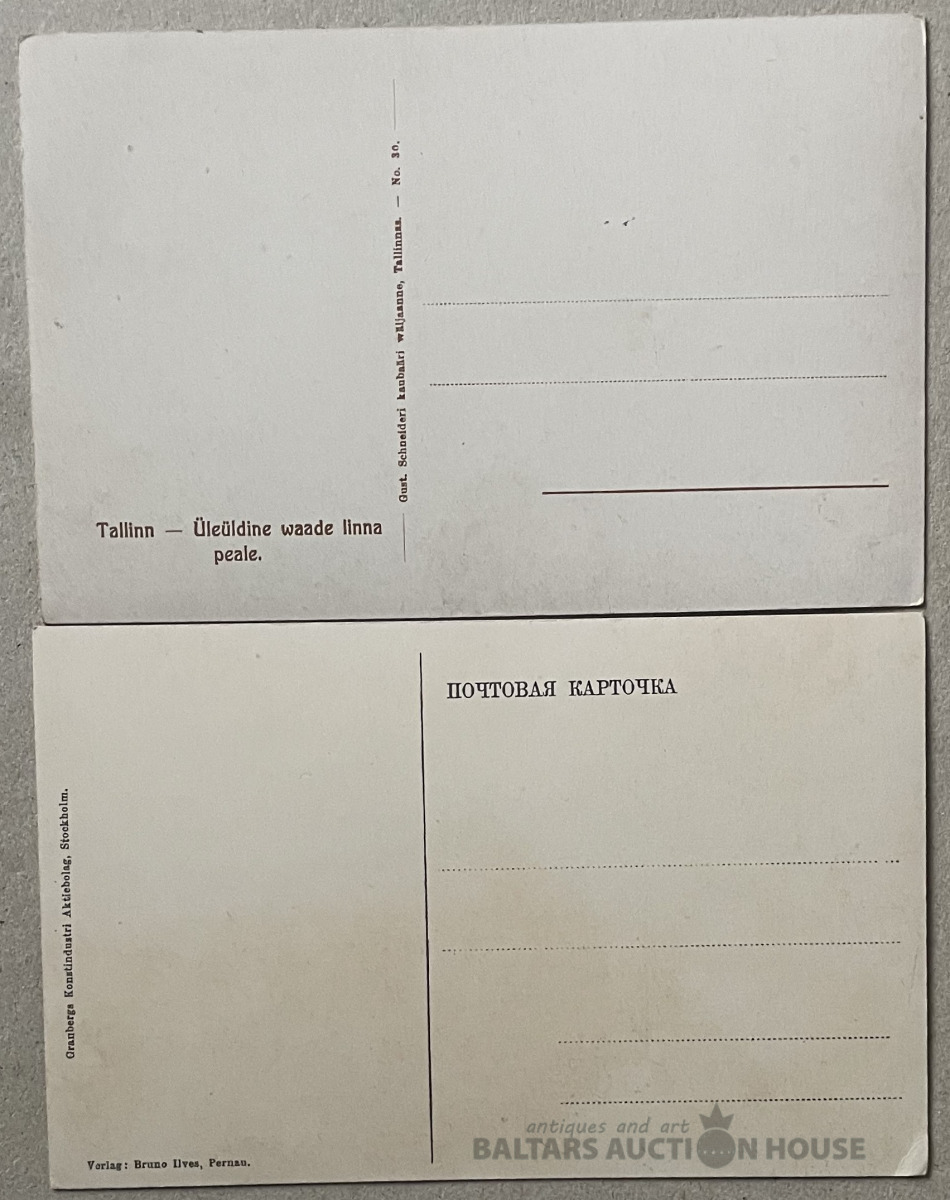 Gust. Schneideri kaubaäri wäljaanne, Tallinnas. — No. 30.
Tallinn — Üleüldine waade linna
peale.
ПОЧТОВАЯ КАРТОЧКА
Granbergs Konstindustri Aktiebolag, Stockholm.
Verlag: Bruno Ilves, Pernau.
antiques and art
BALTARS AUCTION HOUSE